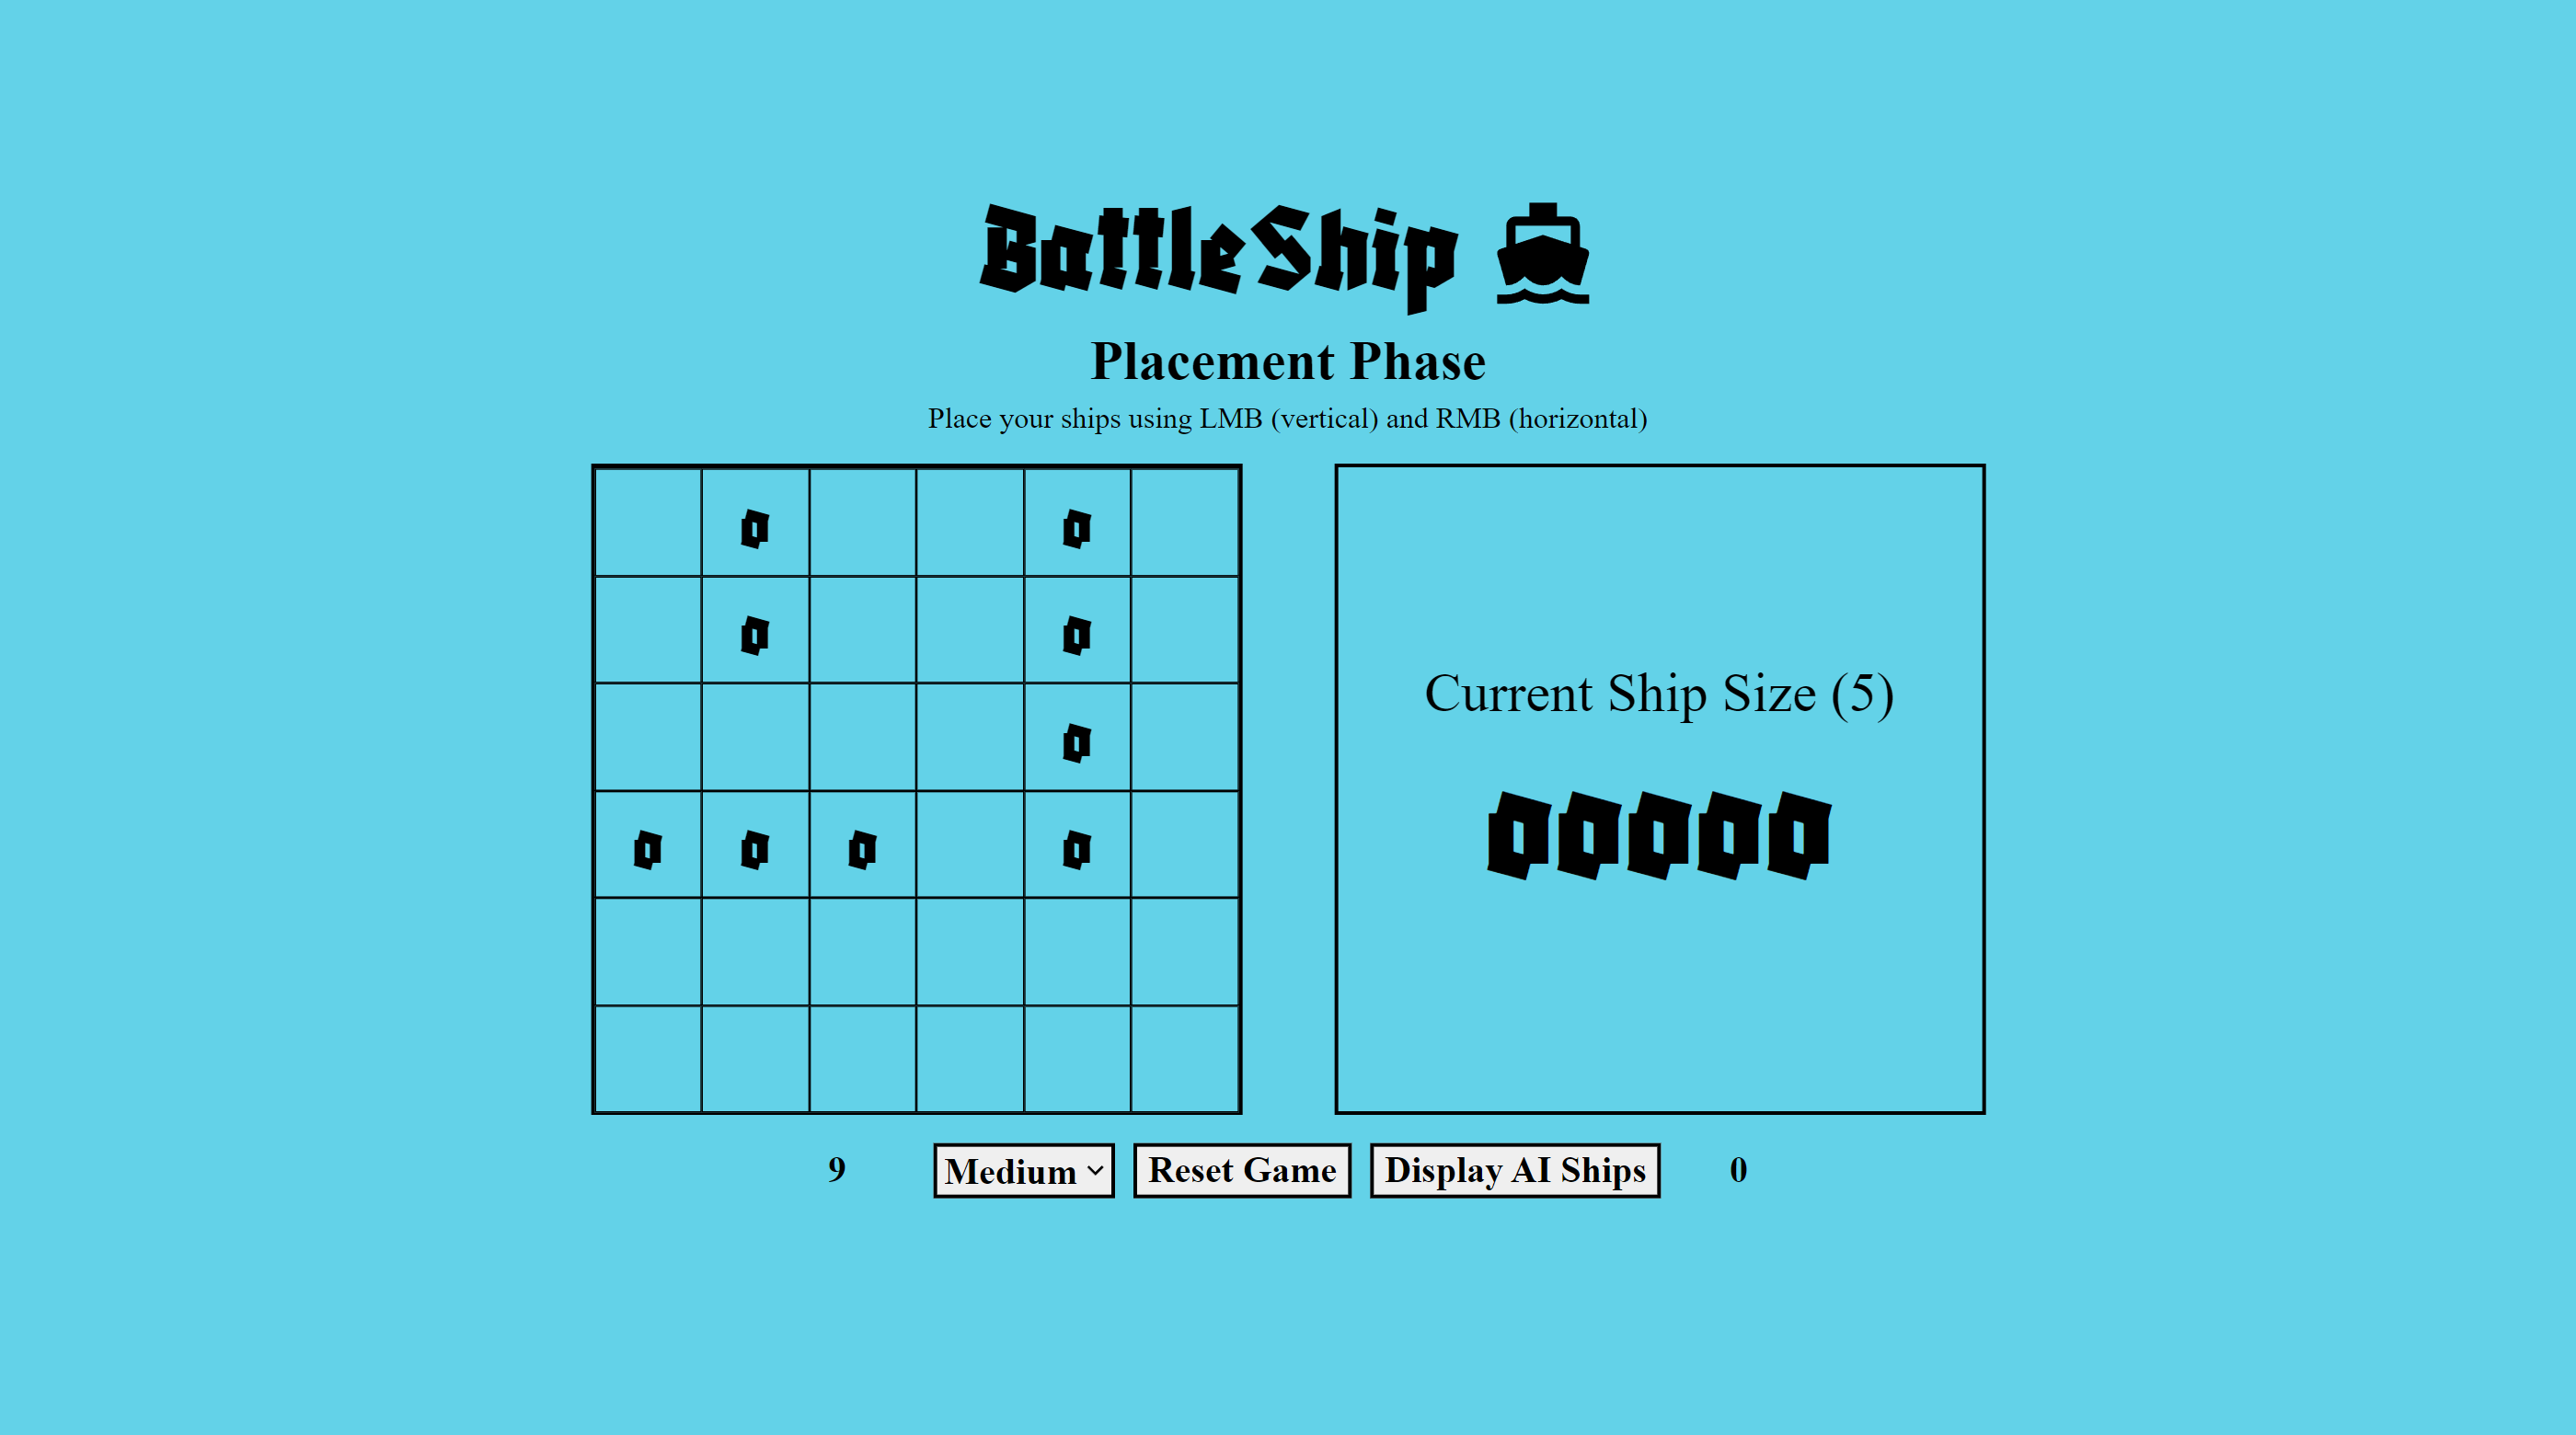 BattleShip
Placement Phase
Place your ships using LMB (vertical) and RMB (horizontal)
o o
o o
o
o o o o
Current Ship Size (5)
ooooo
9 Medium Reset Game Display AI Ships 0